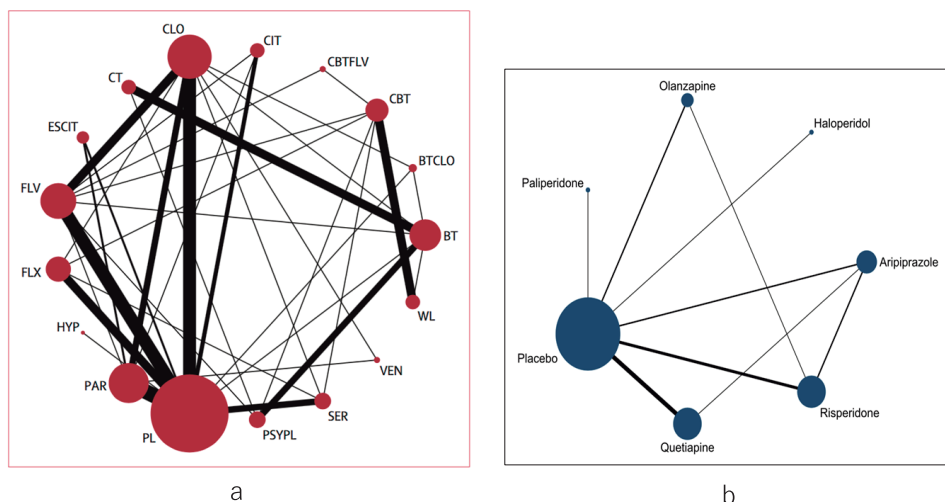 CLO
CIT
CBTFLV
CT
CBT
ESCIT
BTCLO
FLV
BT
FLX
WL
HYP
VEN
PAR
SER
PL
PSYPL
a
Olanzapine
Haloperidol
Paliperidone
Aripiprazole
Placebo
Risperidone
Quetiapine
b